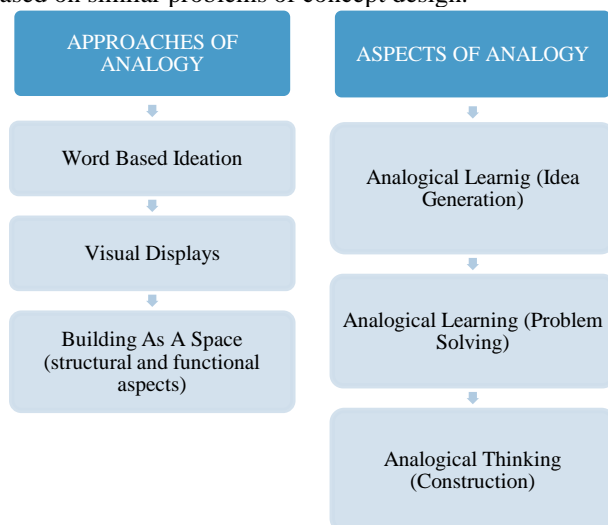 based on similar problems of concept design.
APPROACHES OF
ANALOGY
Word Based Ideation
Visual Displays
Building As A Space
(structural and functional
aspects)
ASPECTS OF ANALOGY
Analogical Learnig (Idea
Generation)
Analogical Learning (Problem
Solving)
Analogical Thinking
(Construction)